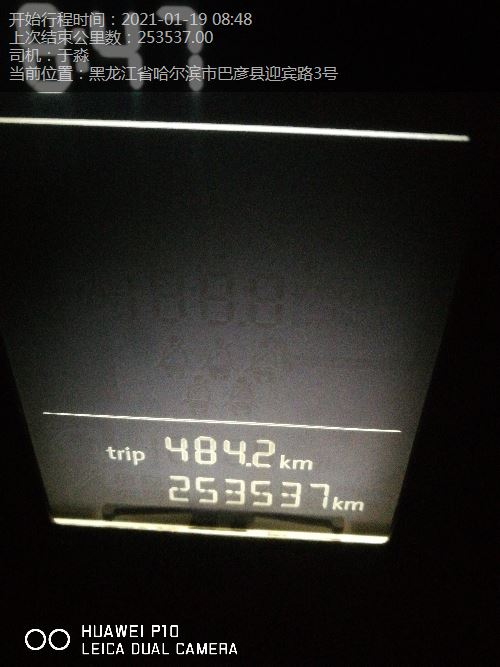 开始行程时间：2021-01-19 08:48
上次结束公里数：253537.00
司机：于淼
当前位置：黑龙江省哈尔滨市巴彦县迎宾路3号
trip 484.2 km
253537 km
HUAWEI P10
LEICA DUAL CAMERA